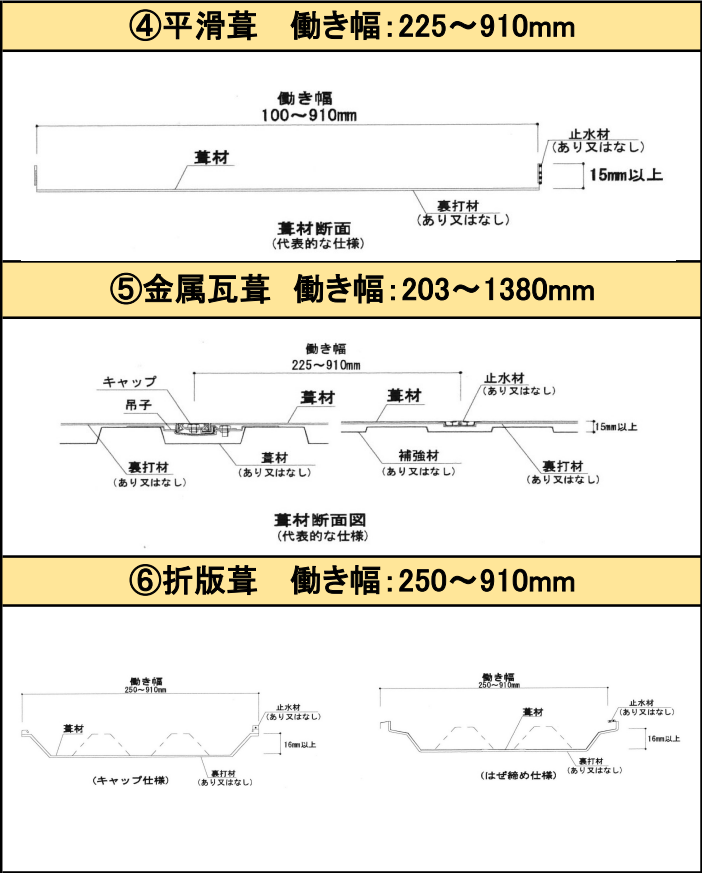 ④平滑葺　働き幅：225～910mm
働き幅
100～910mm
止水材
(あり又はなし)
葺材
15mm以上
裏打材
(あり又はなし)
葺材断面
(代表的な仕様)
⑤金属瓦葺　働き幅：203～1380mm
働き幅
225～910mm
キャップ
止水材
(あり又はなし)
吊子
葺材
葺材
15mm以上
裏打材
(あり又はなし)
葺材
(あり又はなし)
補強材
(あり又はなし)
裏打材
(あり又はなし)
葺材断面図
(代表的な仕様)
⑥折版葺　働き幅：250～910mm
働き幅
250～910mm
止水材
(あり又はなし)
葺材
16mm以上
裏打材
(あり又はなし)
(キャップ仕様)
働き幅
250～910mm
止水材
(あり又はなし)
葺材
16mm以上
裏打材
(あり又はなし)
(はぜ締め仕様)